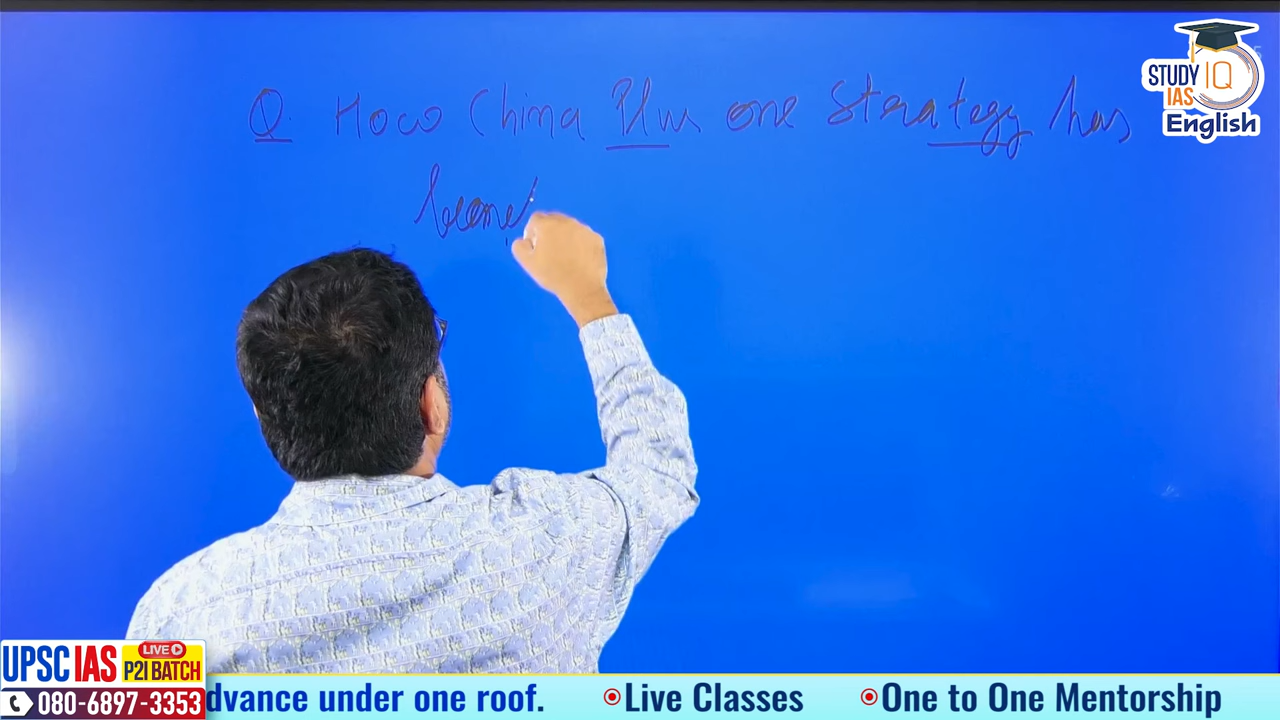 Q. How China Plus one Strategy has
STUDY IQ
IAS
English
UPSC IAS
LIVE
P2I BATCH
080-6897-3353
dvance under one roof.
Live Classes
One to One Mentorship